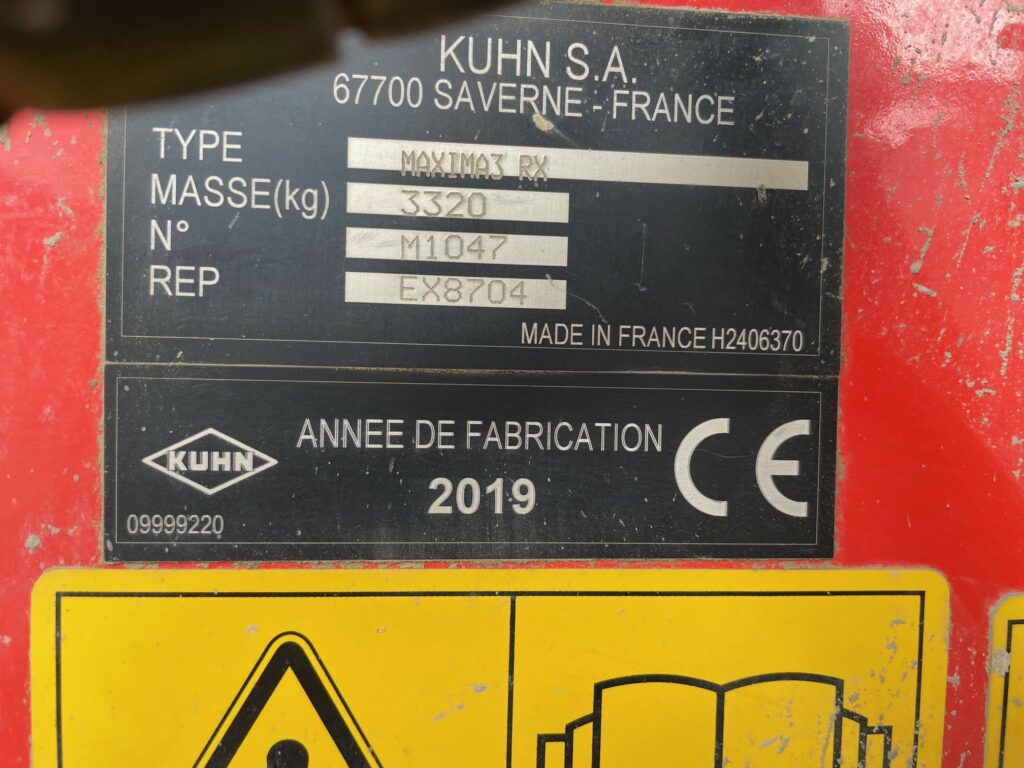 KUHN S.A.
67700 SAVERNE - FRANCE
TYPE MAXIMA3 RX
MASSE(kg) 3320
N° M1047
REP EX8704
MADE IN FRANCE H2406370
KUHN
ANNEE DE FABRICATION
2019
CE
09999220